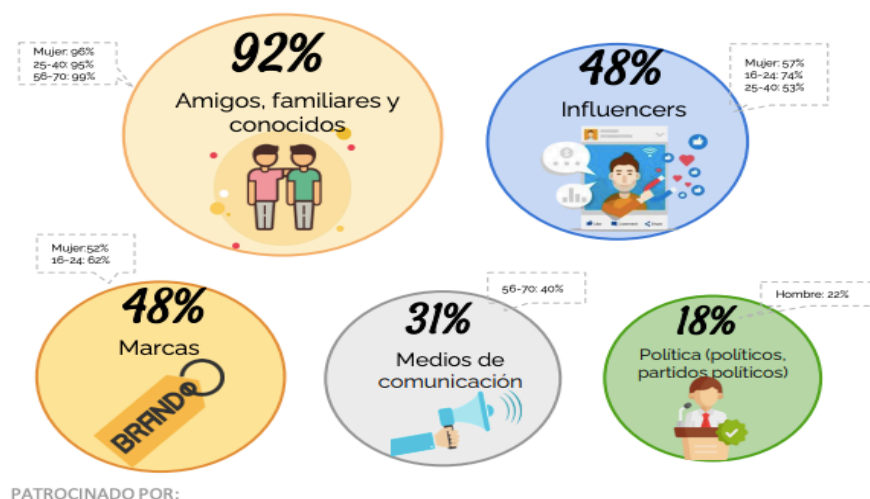 Mujer: 96%
25-40: 95%
56-70: 99%
92%
Amigos, familiares y
conocidos
48%
Influencers
Mujer: 57%
16-24: 74%
25-40: 53%
Mujer:52%
16-24: 62%
48%
Marcas
BRAND
31%
Medios de
comunicación
56-70: 40%
18%
Política (políticos,
partidos políticos)
Hombre: 22%
PATROCINADO POR: